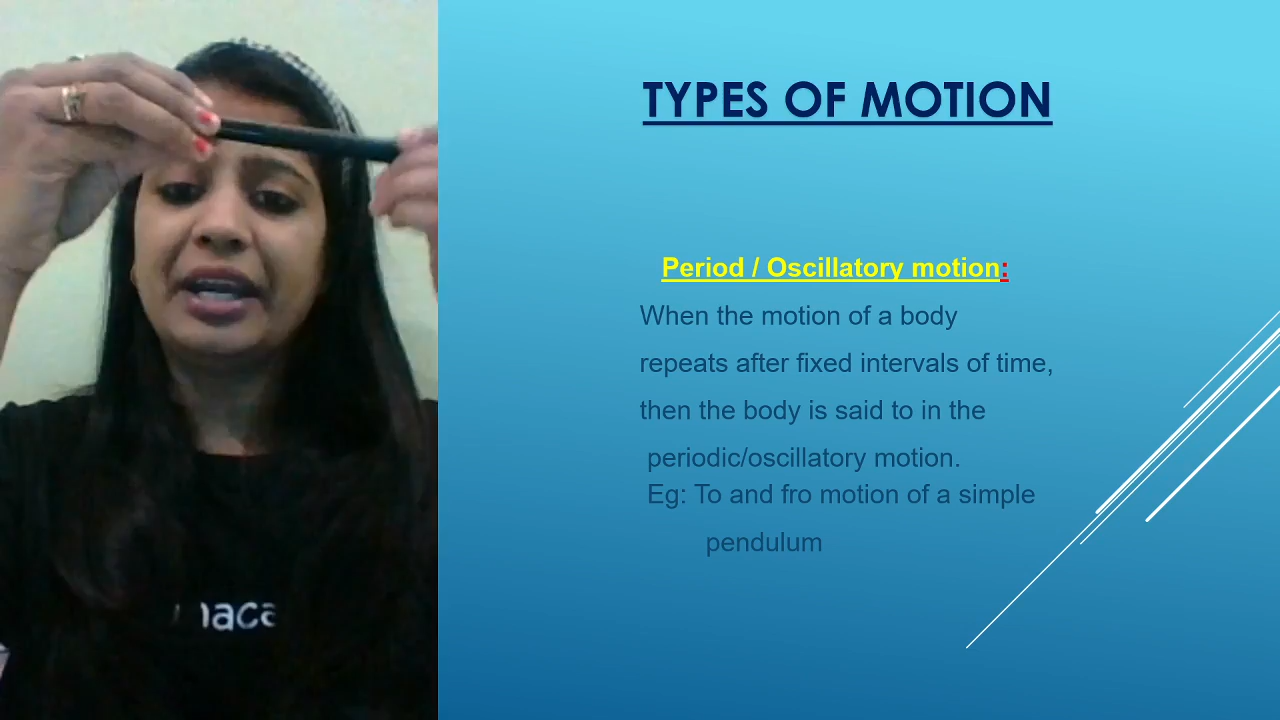 TYPES OF MOTION
Period / Oscillatory motion:
When the motion of a body
repeats after fixed intervals of time,
then the body is said to in the
periodic/oscillatory motion.
Eg: To and fro motion of a simple
pendulum